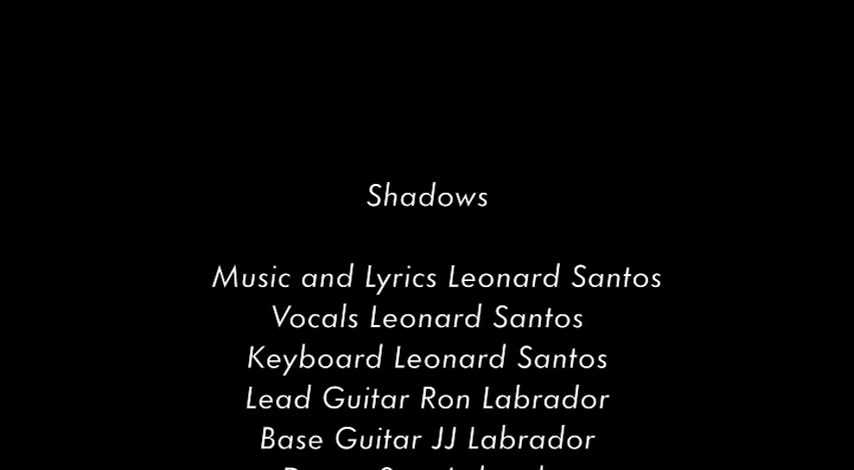 Shadows
Music and Lyrics Leonard Santos
Vocals Leonard Santos
Keyboard Leonard Santos
Lead Guitar Ron Labrador
Base Guitar JJ Labrador